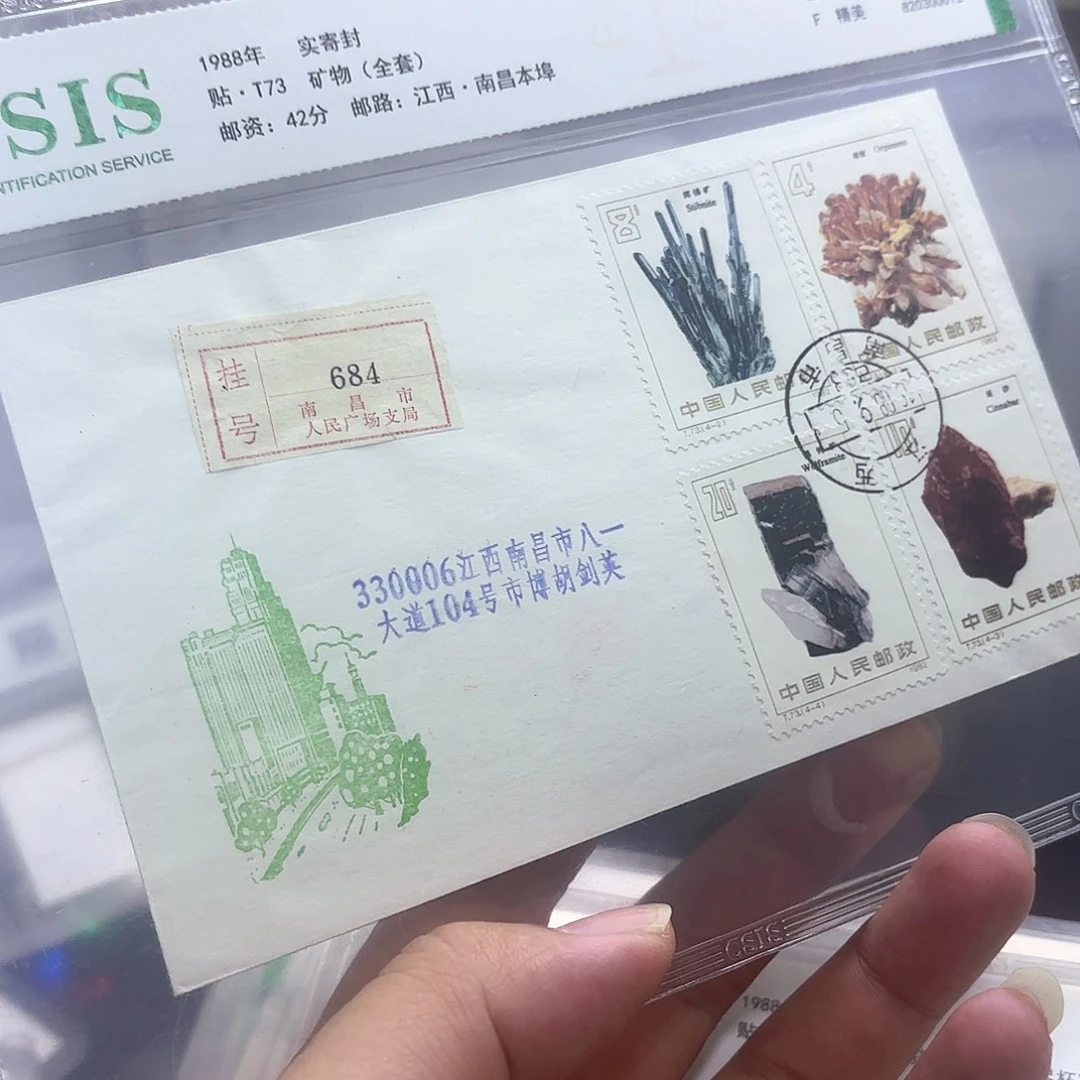 SIS
NTIFICATION SERVICE
1988年 实寄封
贴·T73 矿物（全套）
邮资：42分 邮路：江西·南昌本埠
F 精美
挂号
684
南昌市
人民广场支局
330006江西南昌市八一
大道104号市博胡剑英
8分
Stibnite
中国人民邮
T.73.(4-2)
4分
Orpiment
中国人民邮政
1982
20分
Wolframite
中国人民邮政
T.73.(4-4)
1982
Cinnabar
中国人民邮政
T.73.(4-3)
CSIS
1988
贴